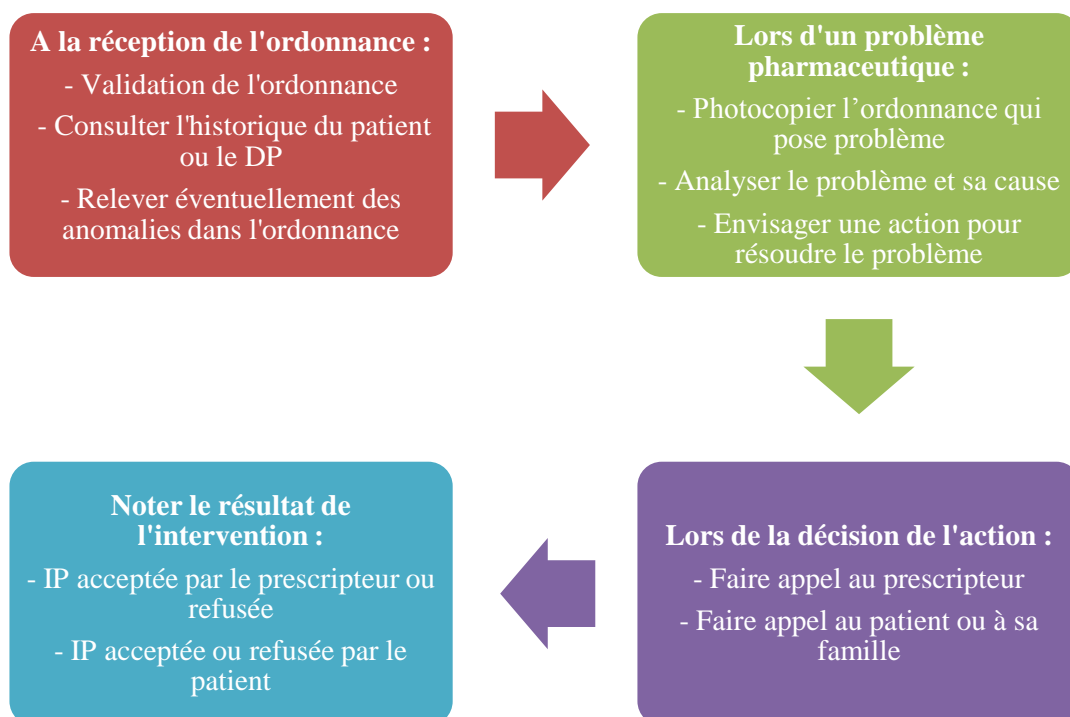 A la réception de l'ordonnance :
- Validation de l'ordonnance
- Consulter l'historique du patient
ou le DP
- Relever éventuellement des
anomalies dans l'ordonnance
Lors d'un problème
pharmaceutique :
- Photocopier l’ordonnance qui
pose problème
- Analyser le problème et sa cause
- Envisager une action pour
résoudre le problème
Lors de la décision de l'action :
- Faire appel au prescripteur
- Faire appel au patient ou à sa
famille
Noter le résultat de
l'intervention :
- IP acceptée par le prescripteur ou
refusée
- IP acceptée ou refusée par le
patient